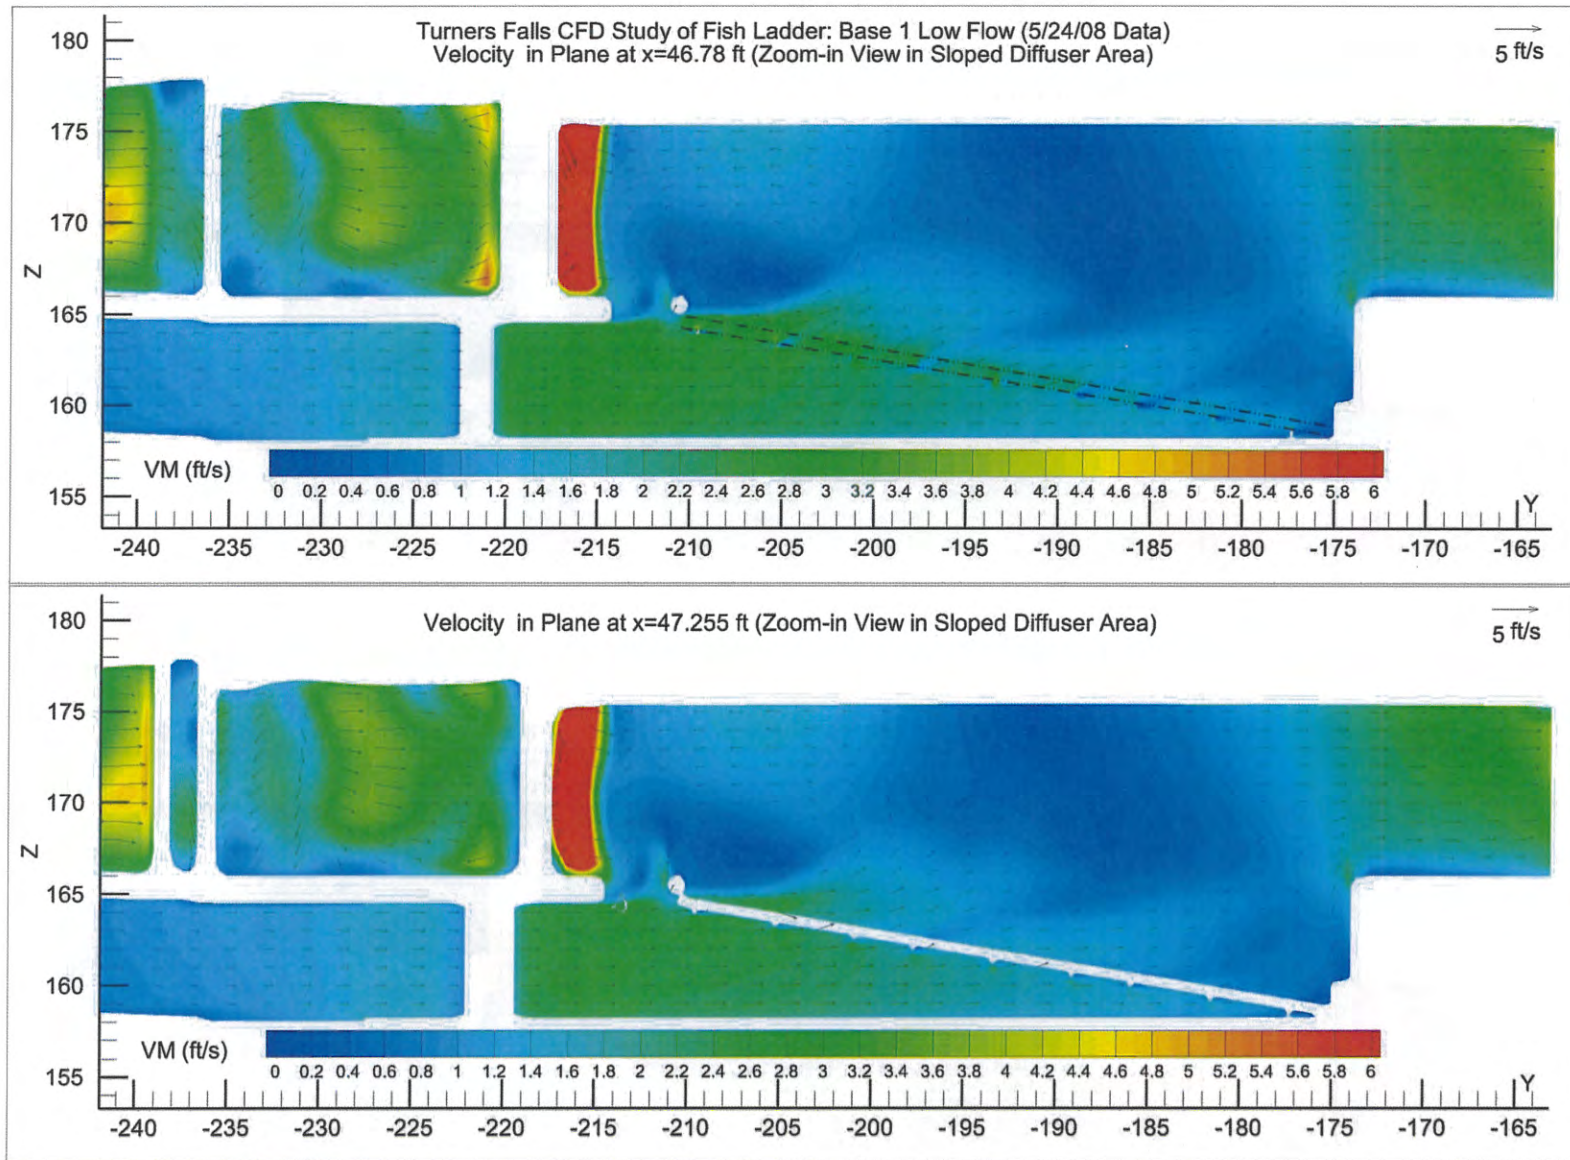 Turners Falls CFD Study of Fish Ladder: Base 1 Low Flow (5/24/08 Data)
Velocity in Plane at x=46.78 ft (Zoom-in View in Sloped Diffuser Area)
5 ft/s
180
175
170
Z
165
160
155
VM (ft/s)
0 0.2 0.4 0.6 0.8 1 1.2 1.4 1.6 1.8 2 2.2 2.4 2.6 2.8 3 3.2 3.4 3.6 3.8 4 4.2 4.4 4.6 4.8 5 5.2 5.4 5.6 5.8 6
Y
-240 -235 -230 -225 -220 -215 -210 -205 -200 -195 -190 -185 -180 -175 -170 -165
Velocity in Plane at x=47.255 ft (Zoom-in View in Sloped Diffuser Area)
5 ft/s
180
175
170
Z
165
160
155
VM (ft/s)
0 0.2 0.4 0.6 0.8 1 1.2 1.4 1.6 1.8 2 2.2 2.4 2.6 2.8 3 3.2 3.4 3.6 3.8 4 4.2 4.4 4.6 4.8 5 5.2 5.4 5.6 5.8 6
Y
-240 -235 -230 -225 -220 -215 -210 -205 -200 -195 -190 -185 -180 -175 -170 -165